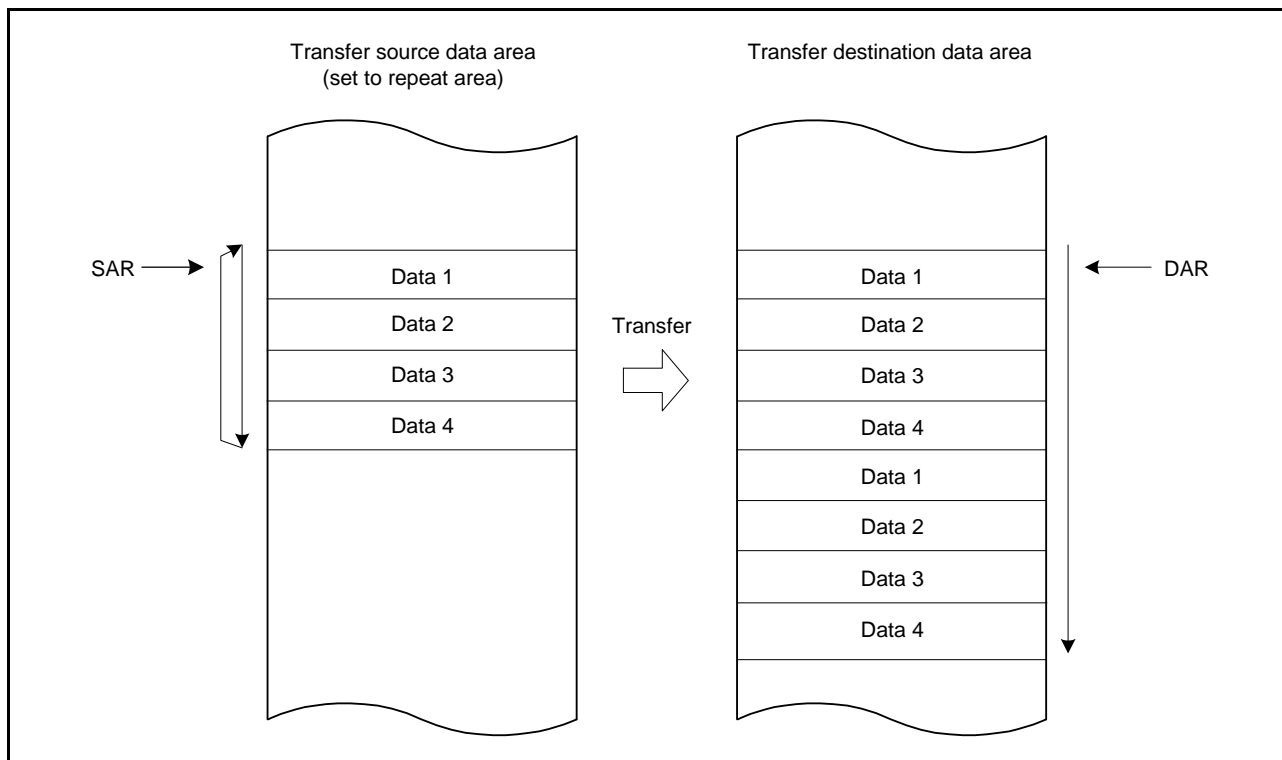 Transfer source data area
(set to repeat area)
Transfer destination data area
SAR
Data 1
Data 2
Data 3
Data 4
Transfer
Data 1
Data 2
Data 3
Data 4
Data 1
Data 2
Data 3
Data 4
DAR